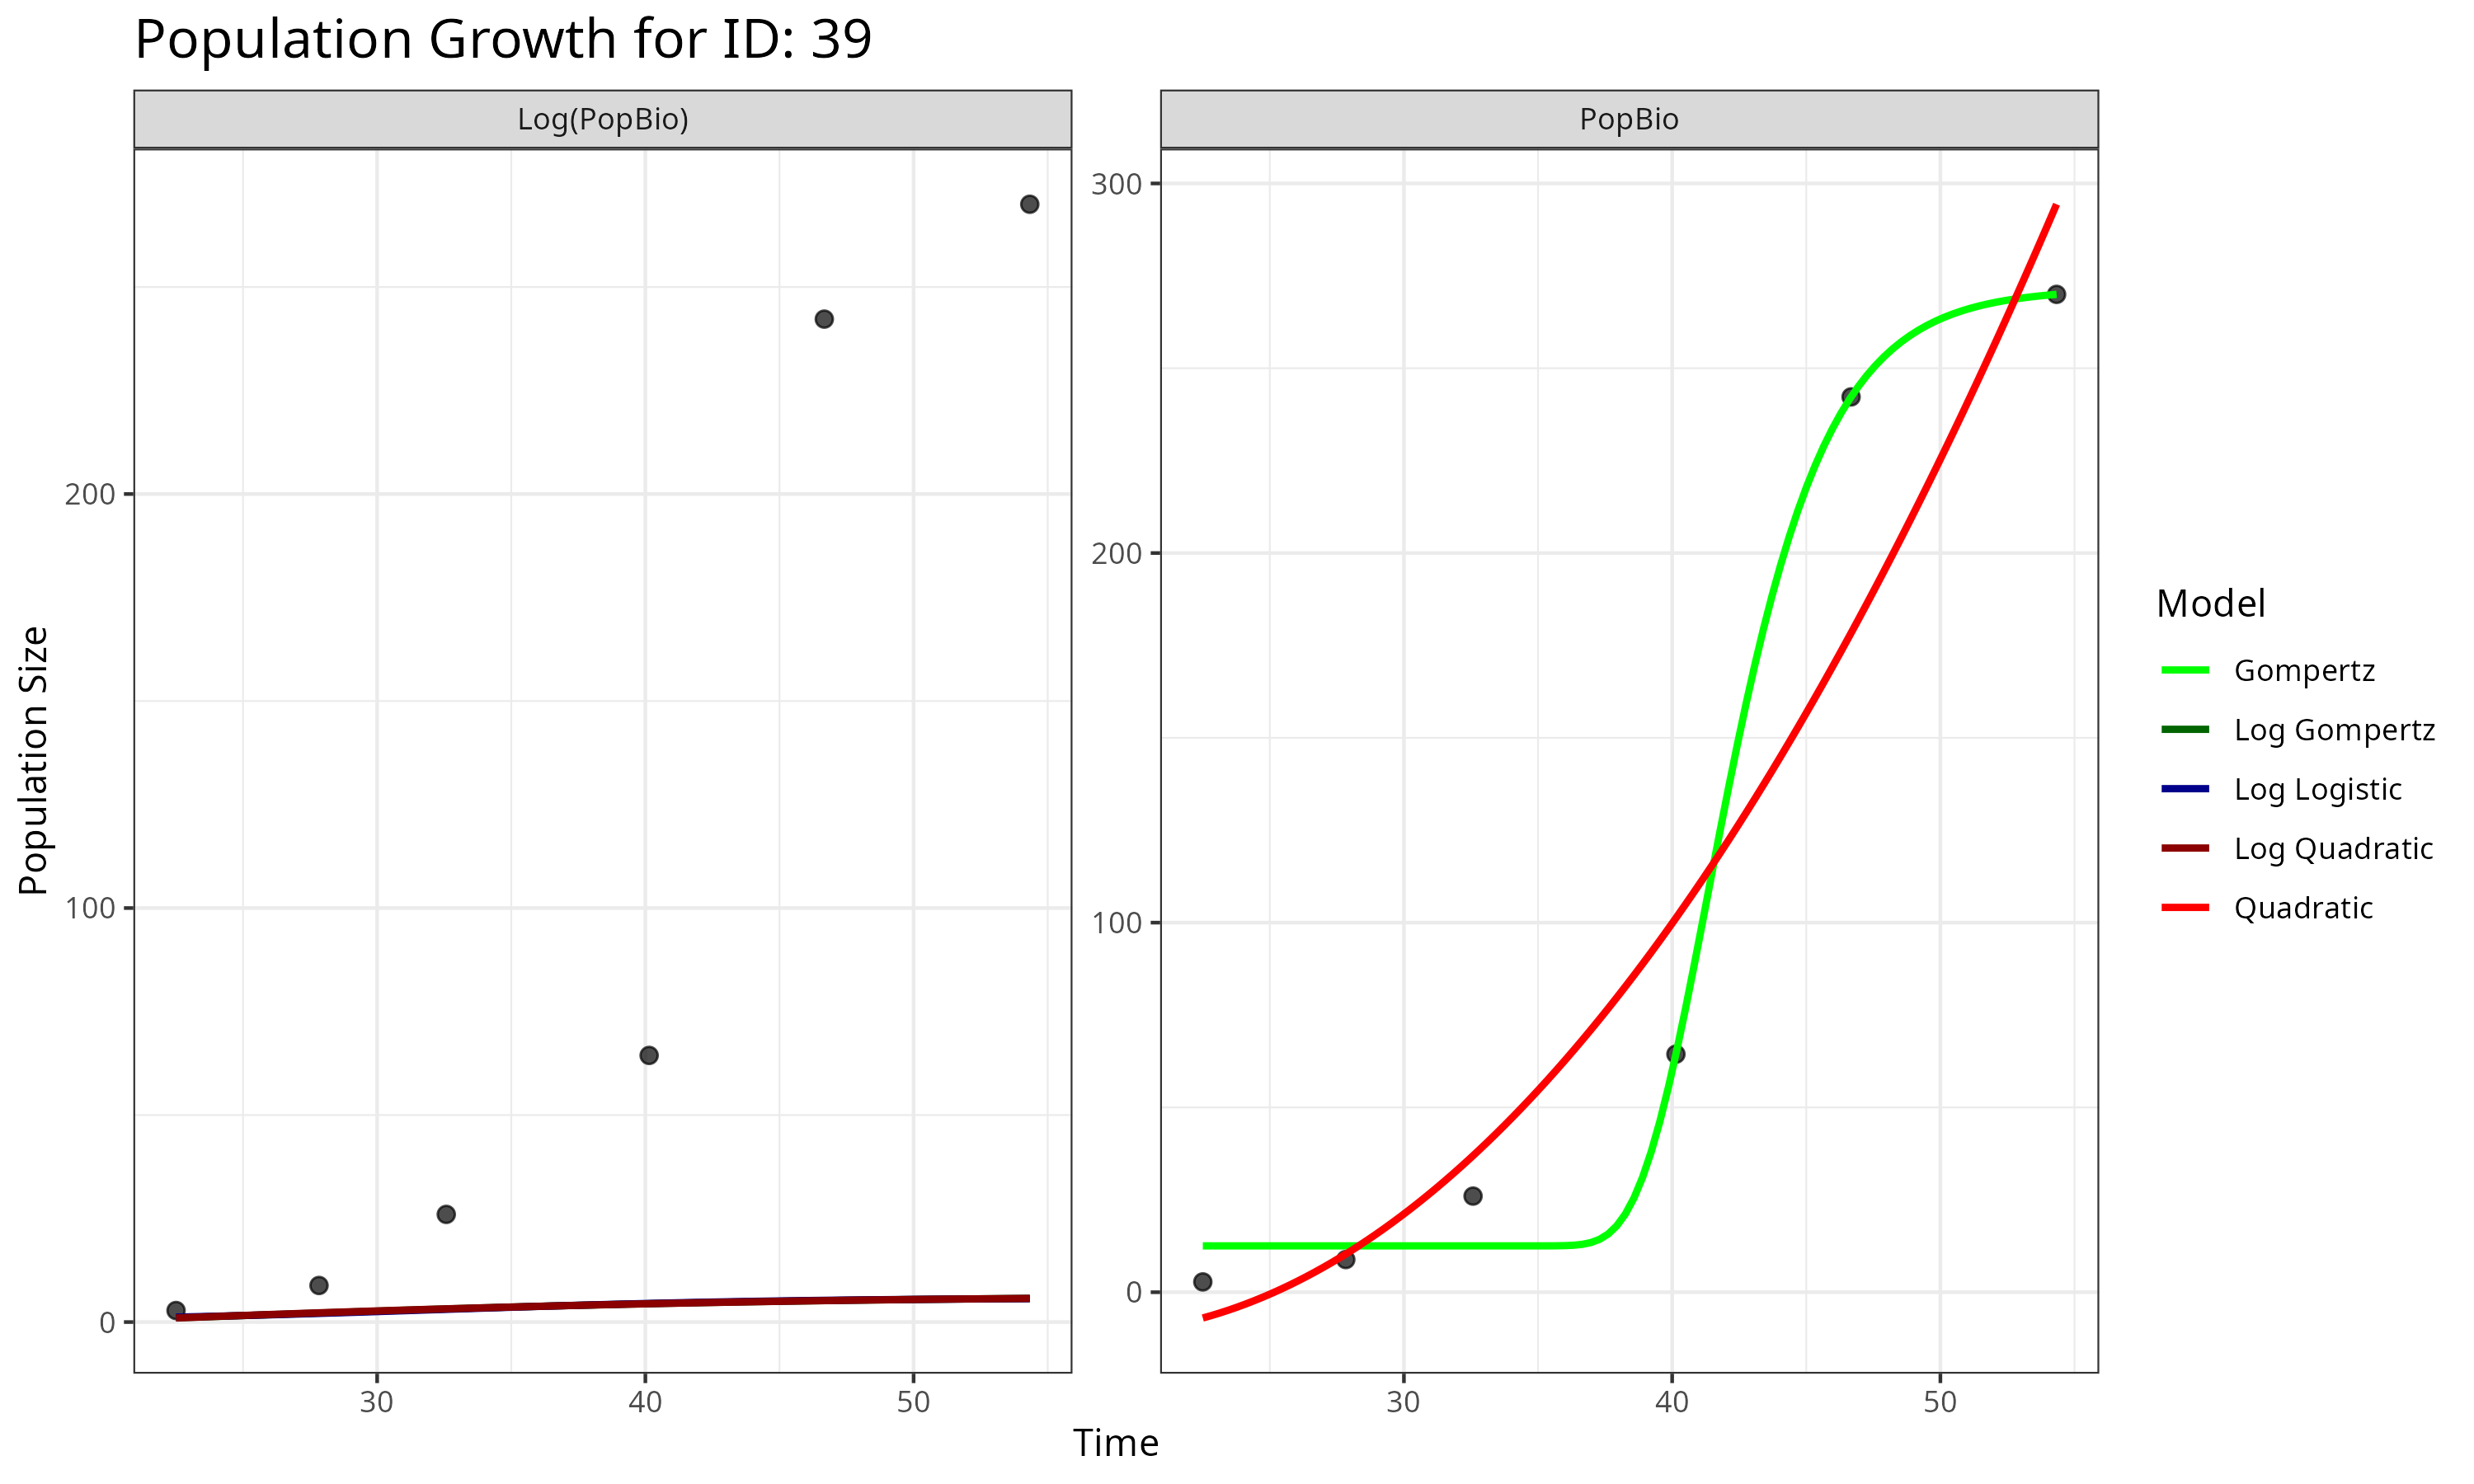 Population Growth for ID: 39
Log(PopBio)
PopBio
Population Size
200
100
0
30
40
50
300
200
100
0
30
40
50
Time
Model
Gompertz
Log Gompertz
Log Logistic
Log Quadratic
Quadratic